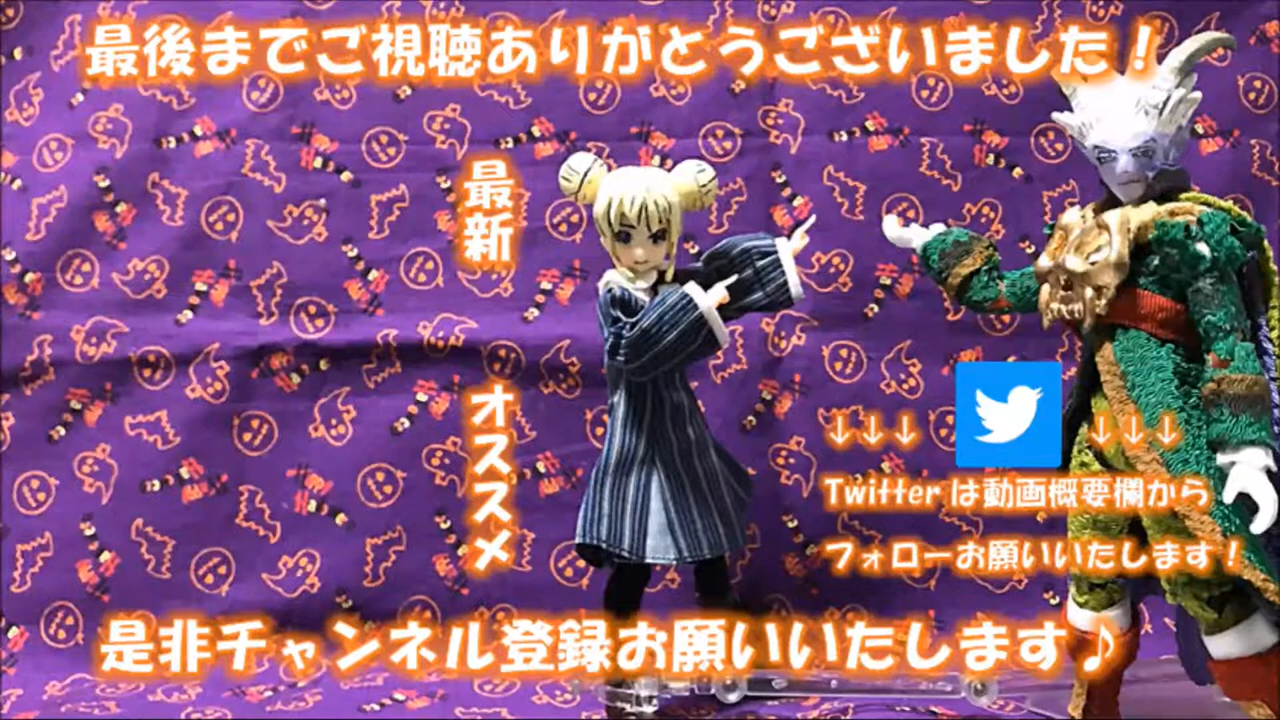 最後までご視聴ありがとうございました！
最新
オススメ
↓↓↓ ↓↓↓
Twitterは動画概要欄から
フォローお願いいたします！
是非チャンネル登録お願いいたします♪